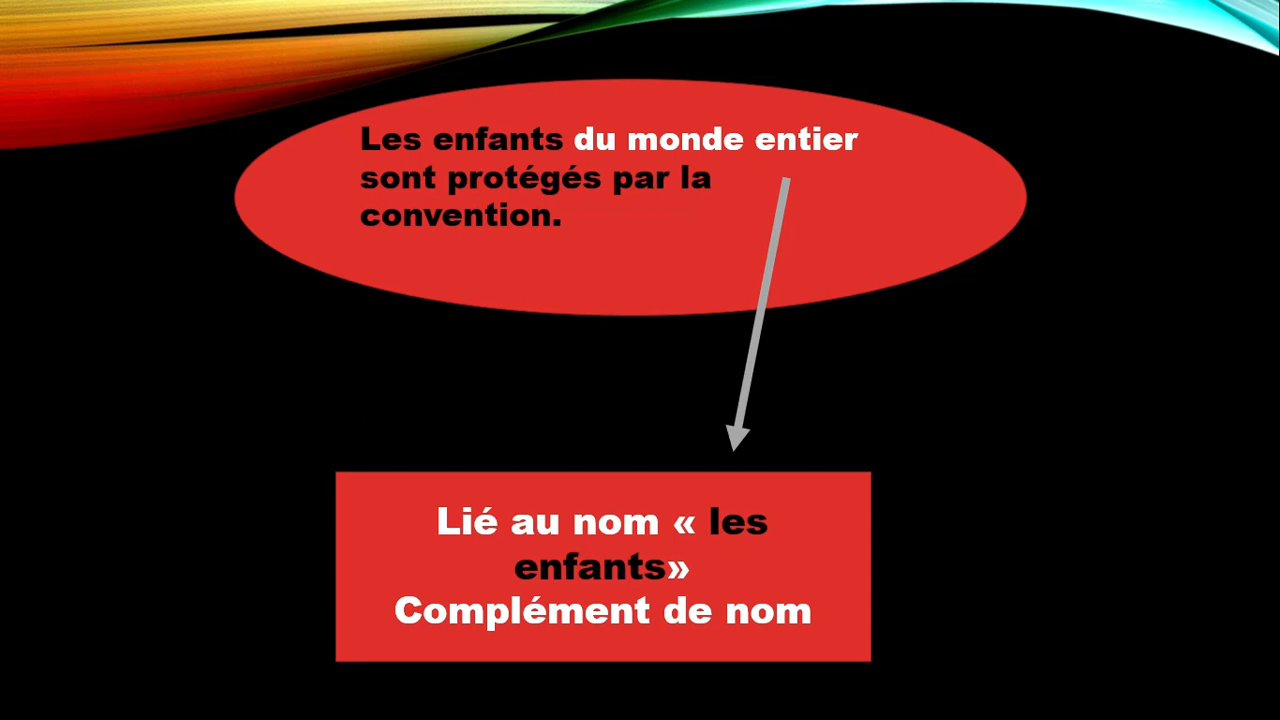 Les enfants du monde entier
sont protégés par la
convention.
Lié au nom « les
enfants»
Complément de nom